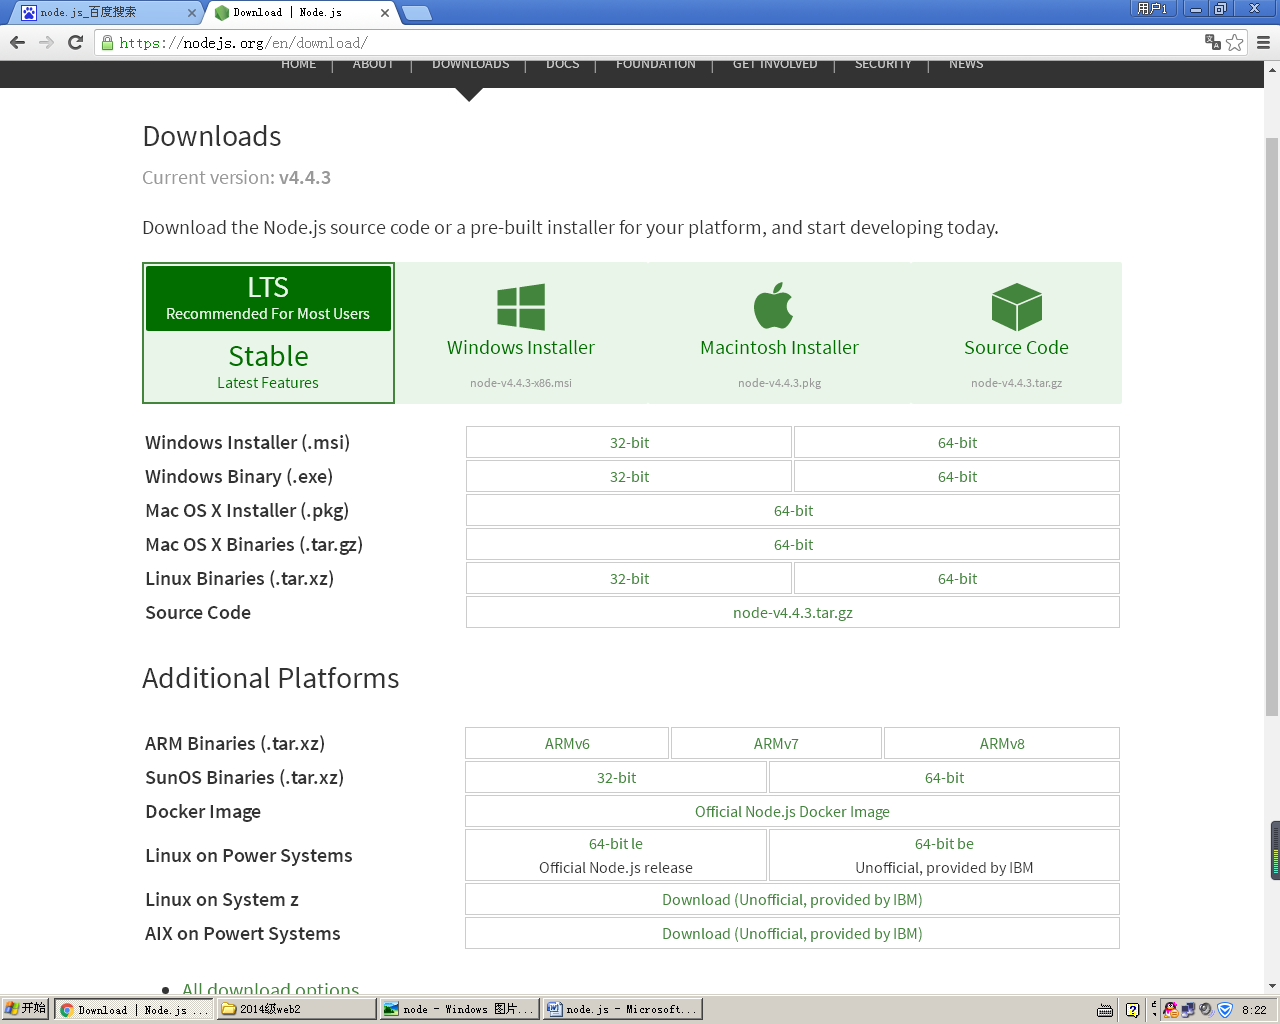 node.js_百度搜索
Download | Node.js
用户1
https://nodejs.org/en/download/
HOME | ABOUT | DOWNLOADS | DOCS | FOUNDATION | GET INVOLVED | SECURITY | NEWS
Downloads
Current version: v4.4.3
Download the Node.js source code or a pre-built installer for your platform, and start developing today.
LTS
Recommended For Most Users
Stable
Latest Features
Windows Installer
node-v4.4.3-x86.msi
Macintosh Installer
node-v4.4.3.pkg
Source Code
node-v4.4.3.tar.gz
Windows Installer (.msi) 32-bit 64-bit
Windows Binary (.exe) 32-bit 64-bit
Mac OS X Installer (.pkg) 64-bit
Mac OS X Binaries (.tar.gz) 64-bit
Linux Binaries (.tar.xz) 32-bit 64-bit
Source Code node-v4.4.3.tar.gz
Additional Platforms
ARM Binaries (.tar.xz) ARMv6 ARMv7 ARMv8
SunOS Binaries (.tar.xz) 32-bit 64-bit
Docker Image Official Node.js Docker Image
Linux on Power Systems 64-bit le 64-bit be
Official Node.js release Unofficial, provided by IBM
Linux on System z Download (Unofficial, provided by IBM)
AIX on Powert Systems Download (Unofficial, provided by IBM)
All download options
开始 Download | Node.js ... 2014级web2 node - Windows 图片... node.js - Microsoft... 8:22